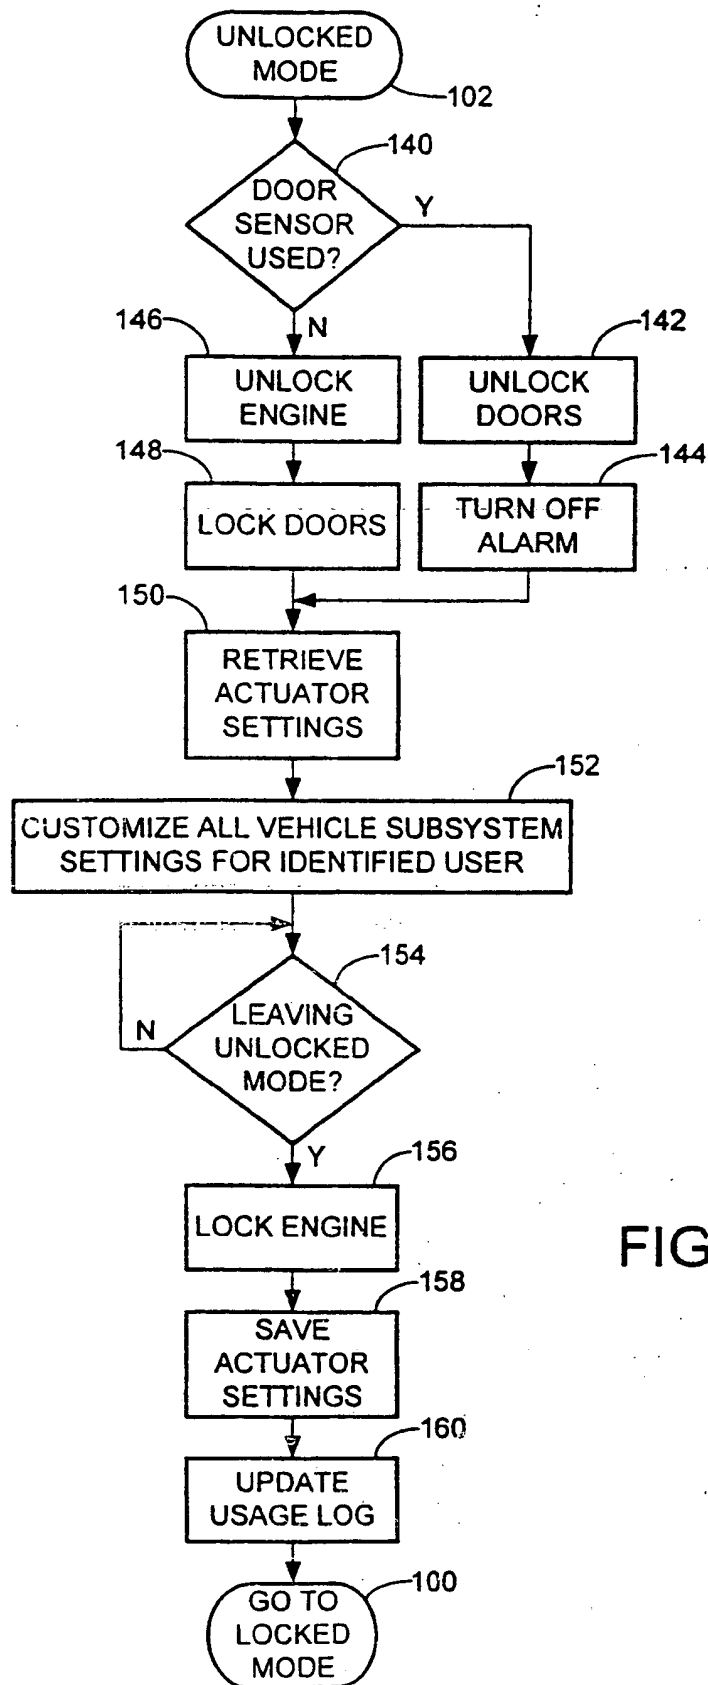 UNLOCKED
MODE
102
140
DOOR
SENSOR
USED?
Y
N
146
UNLOCK
ENGINE
142
UNLOCK
DOORS
148
LOCK DOORS
144
TURN OFF
ALARM
150
RETRIEVE
ACTUATOR
SETTINGS
152
CUSTOMIZE ALL VEHICLE SUBSYSTEM
SETTINGS FOR IDENTIFIED USER
154
LEAVING
UNLOCKED
MODE?
N
Y
156
LOCK ENGINE
FIG
158
SAVE
ACTUATOR
SETTINGS
160
UPDATE
USAGE LOG
100
GO TO
LOCKED
MODE